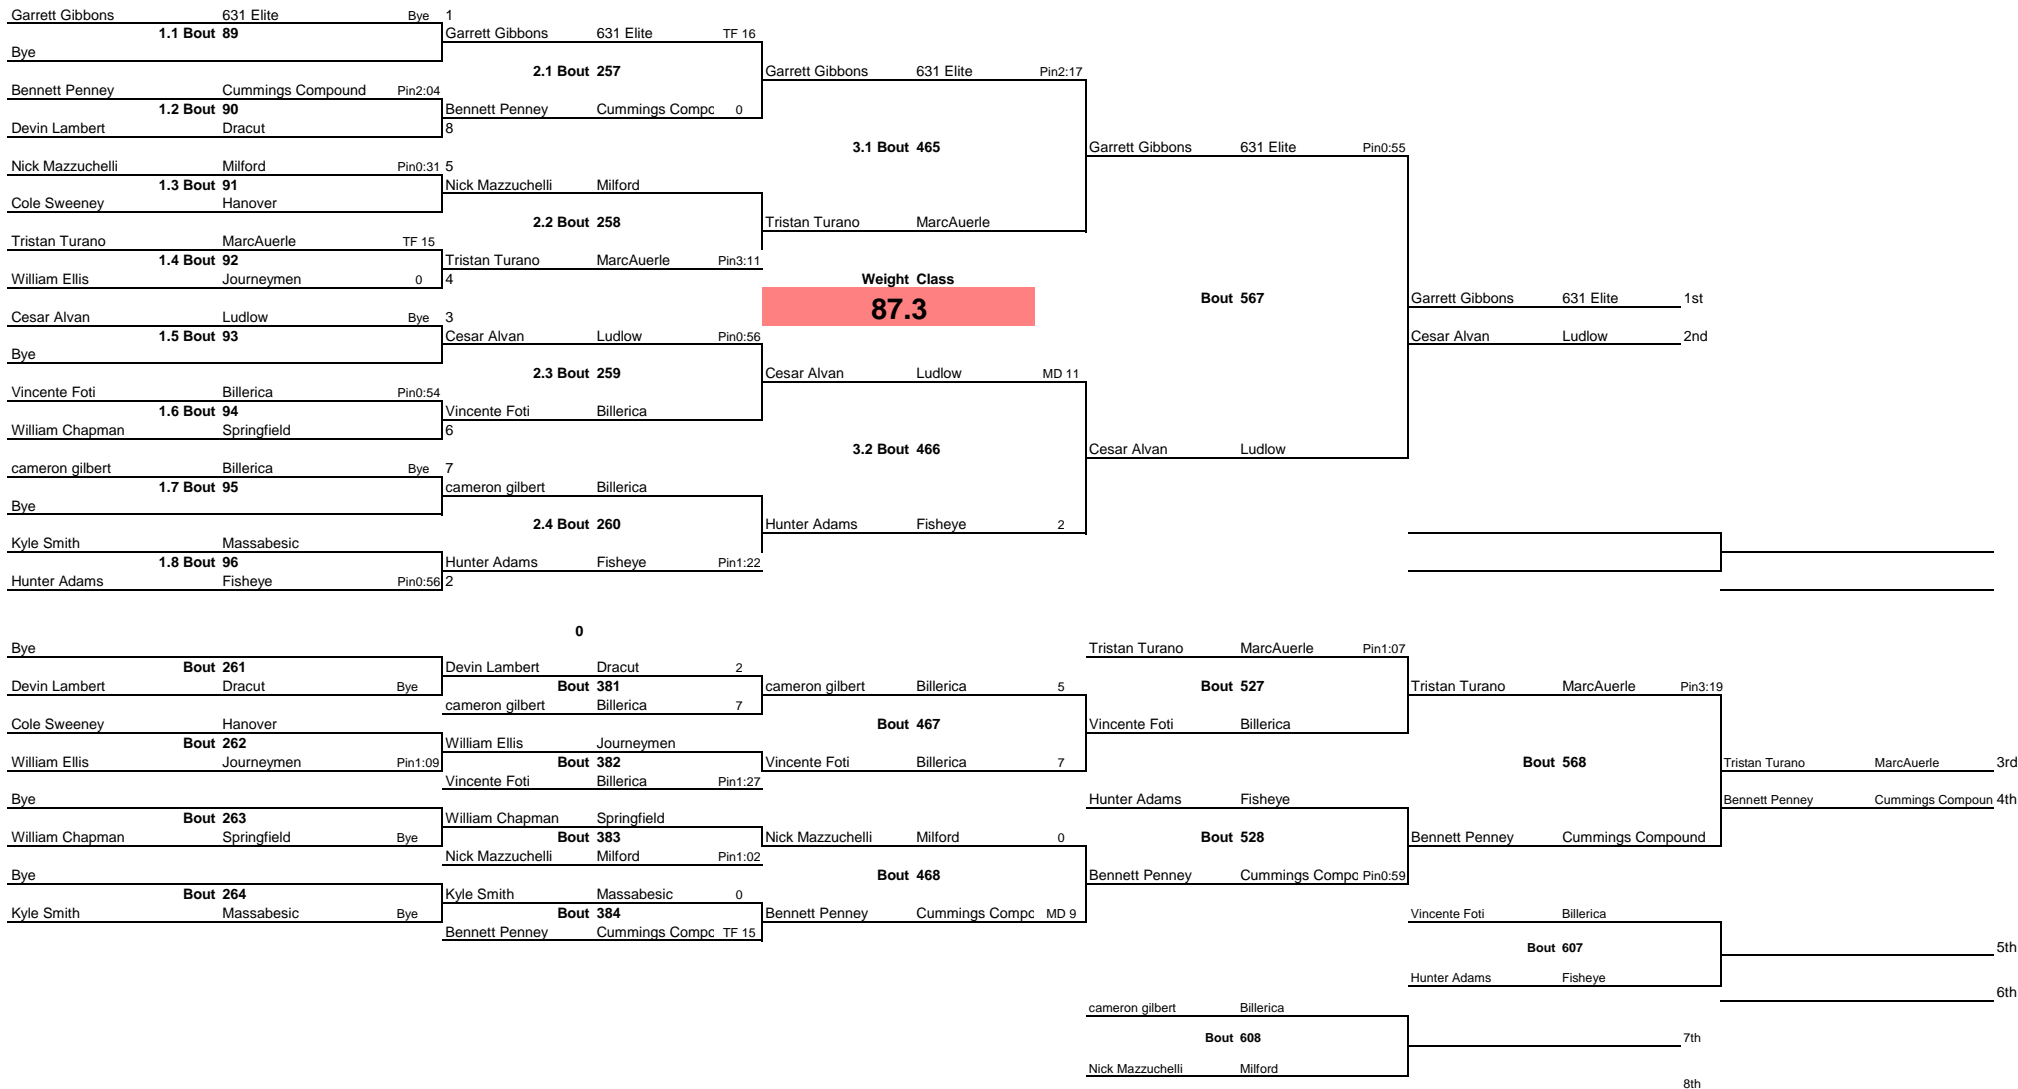 Garrett Gibbons 631 Elite Bye 1
1.1 Bout 89 Garrett Gibbons 631 Elite TF 16
Bye
2.1 Bout 257 Garrett Gibbons 631 Elite Pin2:17
Bennett Penney Cummings Compound Pin2:04
1.2 Bout 90 Bennett Penney Cummings Compc 0
Devin Lambert Dracut 8
3.1 Bout 465 Garrett Gibbons 631 Elite Pin0:55
Nick Mazzuchelli Milford Pin0:31 5
1.3 Bout 91 Nick Mazzuchelli Milford
Cole Sweeney Hanover
2.2 Bout 258 Tristan Turano MarcAuerle
Tristan Turano MarcAuerle TF 15
1.4 Bout 92 Tristan Turano MarcAuerle Pin3:11
William Ellis Journeymen 0 4 Weight Class
87.3 Bout 567 Garrett Gibbons 631 Elite 1st
Cesar Alvan Ludlow Bye 3
1.5 Bout 93 Cesar Alvan Ludlow Pin0:56 Cesar Alvan Ludlow 2nd
Bye
2.3 Bout 259 Cesar Alvan Ludlow MD 11
Vincente Foti Billerica Pin0:54
1.6 Bout 94 Vincente Foti Billerica
William Chapman Springfield 6
3.2 Bout 466 Cesar Alvan Ludlow
cameron gilbert Billerica Bye 7
1.7 Bout 95 cameron gilbert Billerica
Bye
2.4 Bout 260 Hunter Adams Fisheye 2
Kyle Smith Massabesic
1.8 Bout 96 Hunter Adams Fisheye Pin1:22
Hunter Adams Fisheye Pin0:56 2
0
Bye Tristan Turano MarcAuerle Pin1:07
Bout 261 Devin Lambert Dracut 2
Devin Lambert Dracut Bye Bout 381 cameron gilbert Billerica 5 Bout 527 Tristan Turano MarcAuerle Pin3:19
cameron gilbert Billerica 7
Cole Sweeney Hanover Bout 467 Vincente Foti Billerica
Bout 262 William Ellis Journeymen
William Ellis Journeymen Pin1:09 Bout 382 Vincente Foti Billerica 7 Bout 568 Tristan Turano MarcAuerle 3rd
Vincente Foti Billerica Pin1:27
Bye Hunter Adams Fisheye Bennett Penney Cummings Compoun 4th
Bout 263 William Chapman Springfield
William Chapman Springfield Bye Bout 383 Nick Mazzuchelli Milford 0 Bout 528 Bennett Penney Cummings Compound
Nick Mazzuchelli Milford Pin1:02
Bye Bout 468 Bennett Penney Cummings Compc Pin0:59
Bout 264 Kyle Smith Massabesic 0
Kyle Smith Massabesic Bye Bout 384 Bennett Penney Cummings Compc MD 9 Vincente Foti Billerica
Bennett Penney Cummings Compc TF 15
Bout 607 5th
Hunter Adams Fisheye
6th
cameron gilbert Billerica
Bout 608 7th
Nick Mazzuchelli Milford
8th